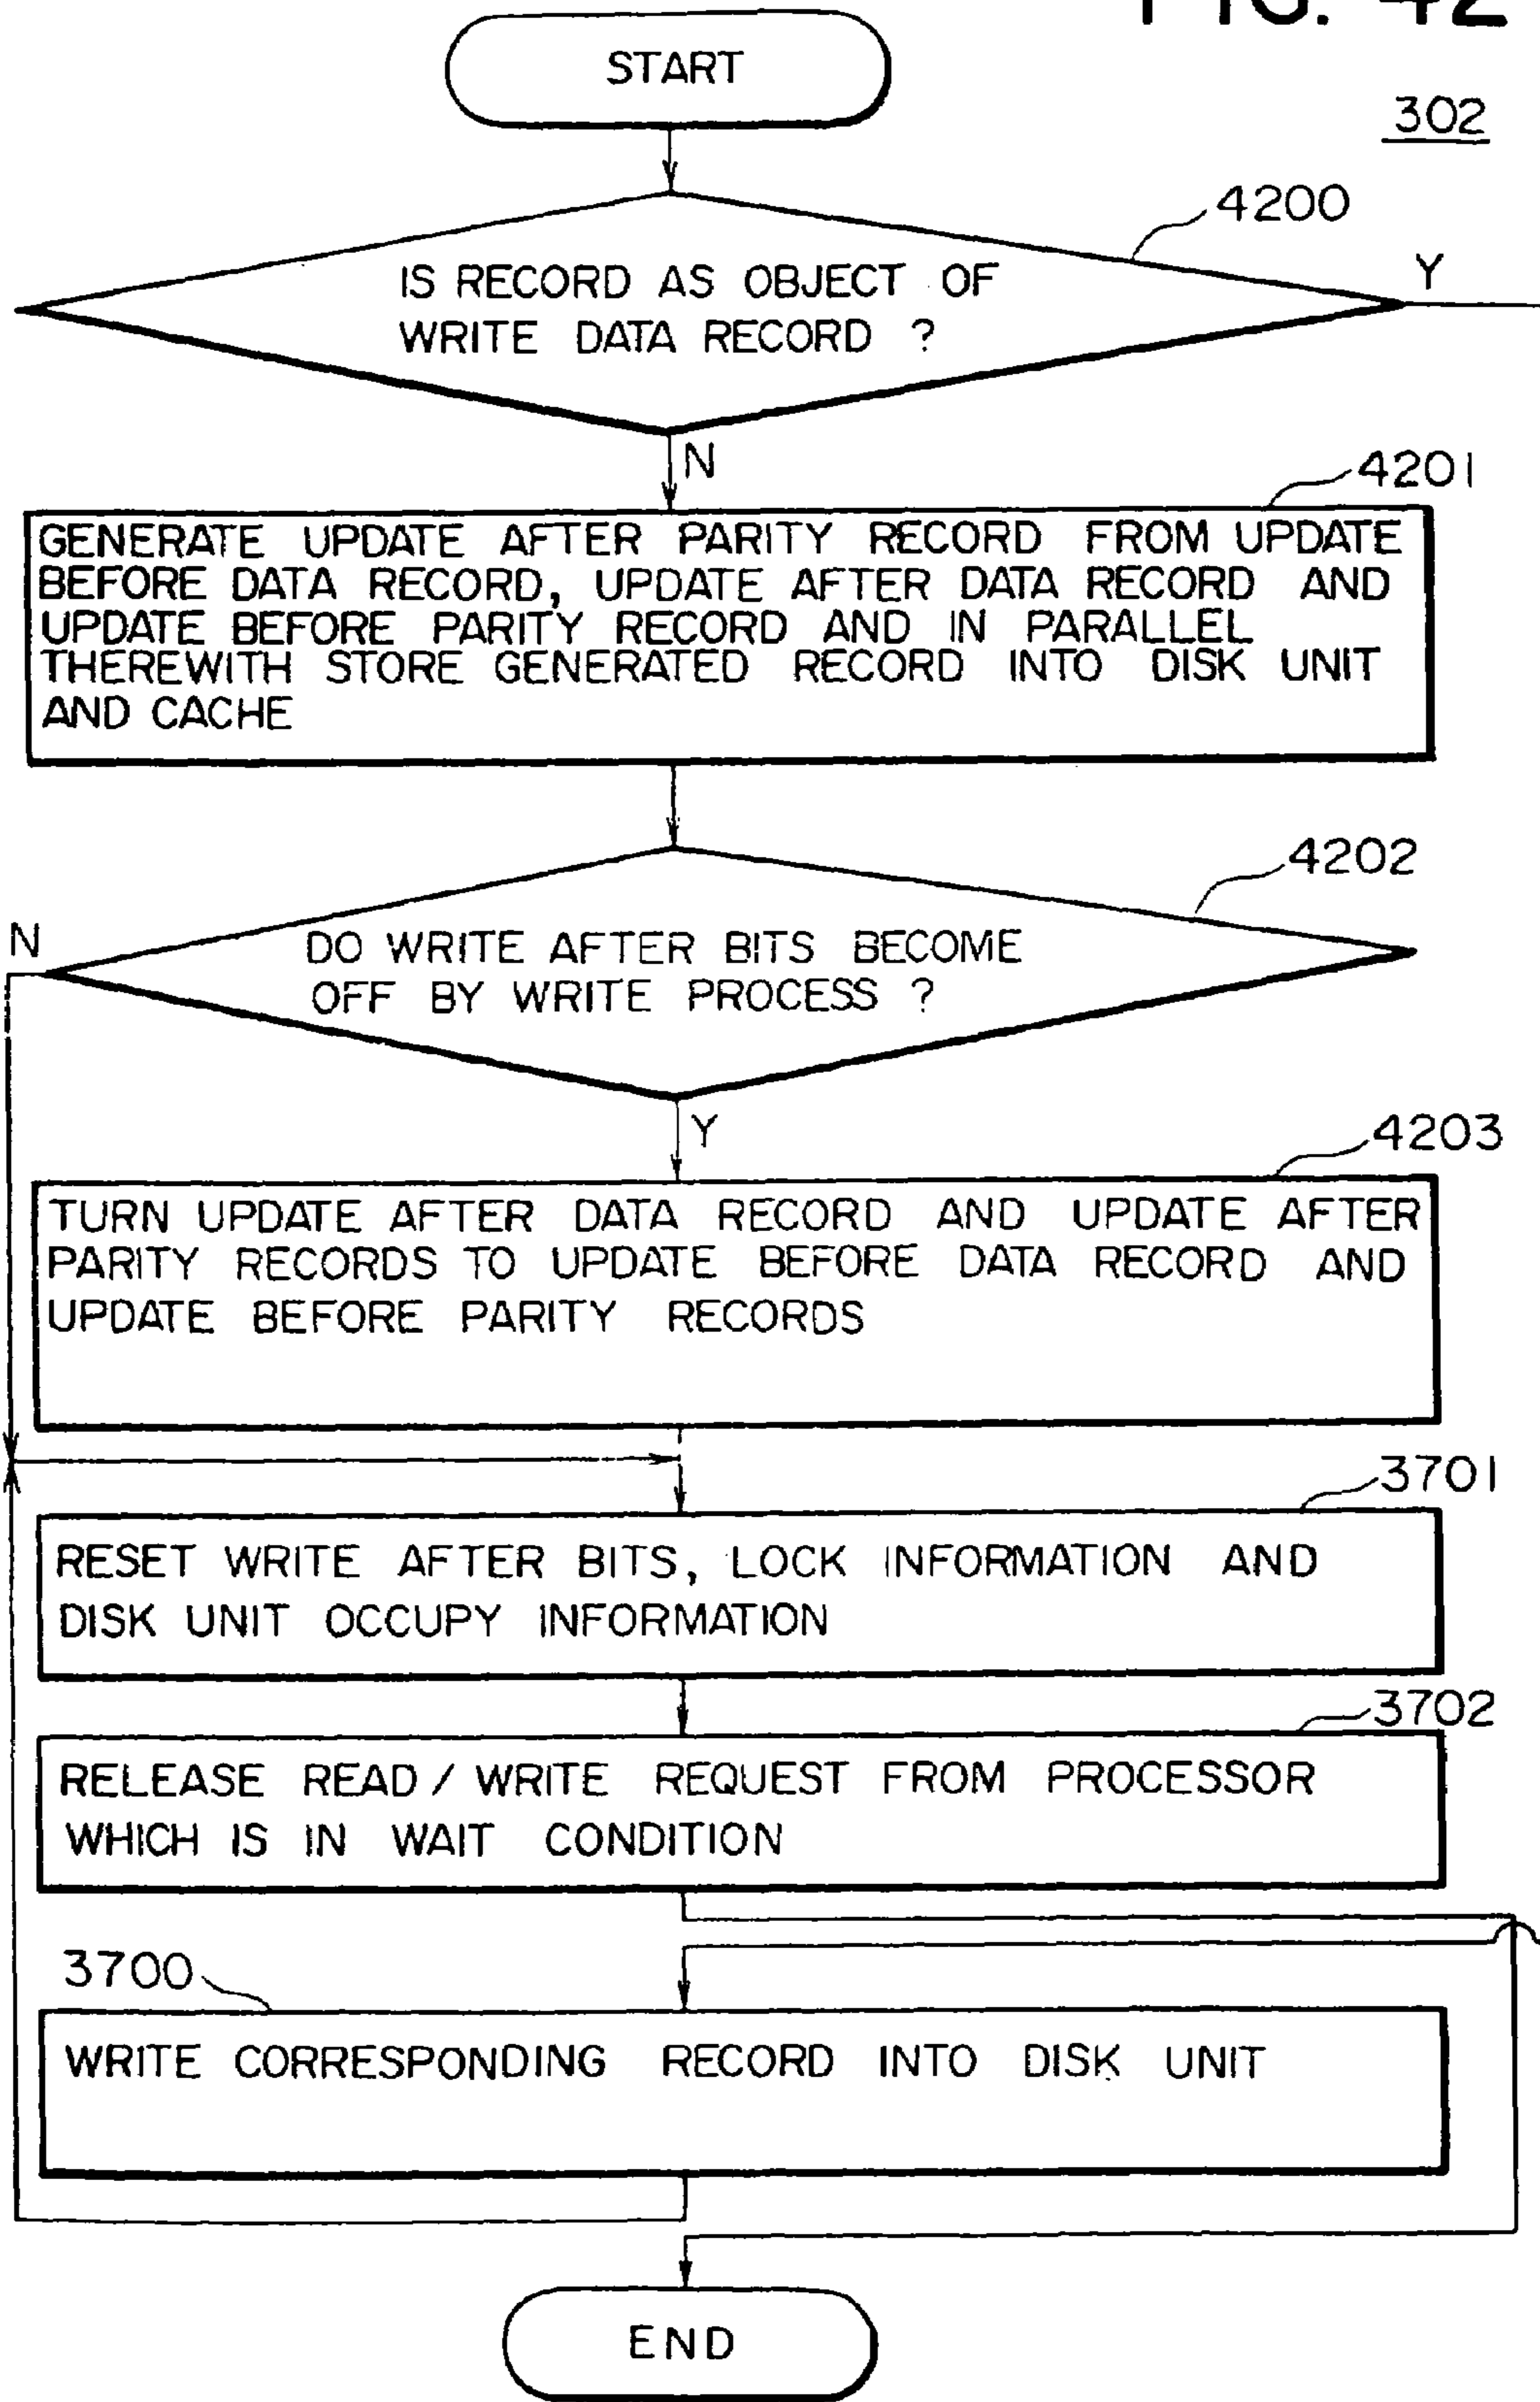 FIG. 42
START
302
4200
IS RECORD AS OBJECT OF
WRITE DATA RECORD ?
Y
N
4201
GENERATE UPDATE AFTER PARITY RECORD FROM UPDATE
BEFORE DATA RECORD, UPDATE AFTER DATA RECORD AND
UPDATE BEFORE PARITY RECORD AND IN PARALLEL
THEREWITH STORE GENERATED RECORD INTO DISK UNIT
AND CACHE
4202
N
DO WRITE AFTER BITS BECOME
OFF BY WRITE PROCESS ?
Y
4203
TURN UPDATE AFTER DATA RECORD AND UPDATE AFTER
PARITY RECORDS TO UPDATE BEFORE DATA RECORD AND
UPDATE BEFORE PARITY RECORDS
3701
RESET WRITE AFTER BITS, LOCK INFORMATION AND
DISK UNIT OCCUPY INFORMATION
3702
RELEASE READ / WRITE REQUEST FROM PROCESSOR
WHICH IS IN WAIT CONDITION
3700
WRITE CORRESPONDING RECORD INTO DISK UNIT
END